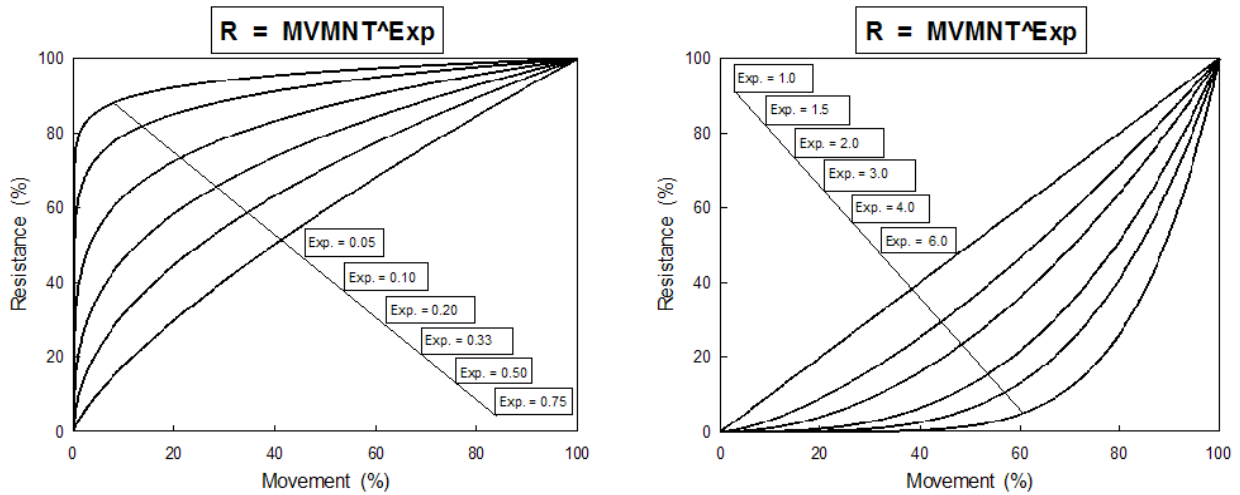 R = MVMNT^Exp
100
80
60
40
20
0
Resistance (%)
Exp. = 0.05
Exp. = 0.10
Exp. = 0.20
Exp. = 0.33
Exp. = 0.50
Exp. = 0.75
0 20 40 60 80 100
Movement (%)
R = MVMNT^Exp
100
80
60
40
20
0
Resistance (%)
Exp. = 1.0
Exp. = 1.5
Exp. = 2.0
Exp. = 3.0
Exp. = 4.0
Exp. = 6.0
0 20 40 60 80 100
Movement (%)